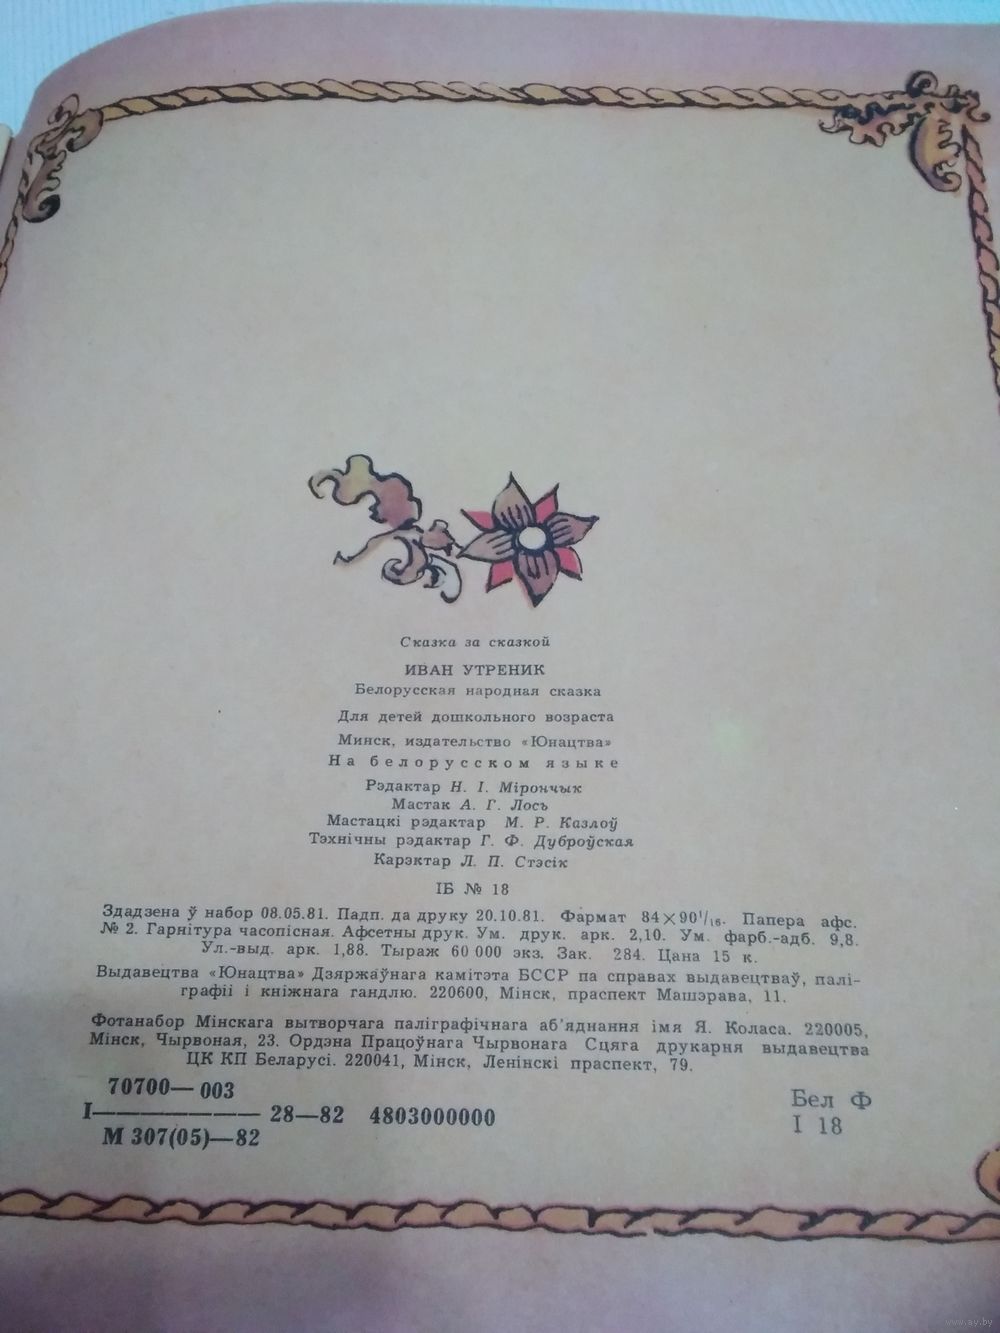 Сказка за сказкой
ИВАН УТРЕНИК
Белорусская народная сказка
Для детей дошкольного возраста
Минск, издательство «Юнацтва»
На белорусском языке
Рэдактар Н. І. Мірончык
Мастак А. Г. Лось
Мастацкі рэдактар М. Р. Казлоў
Тэхнічны рэдактар Г. Ф. Дуброўская
Карэктар Л. П. Стэсік
ІБ № 18
Здадзена ў набор 08.05.81. Падп. да друку 20.10.81. Фармат 84×90¹/₁₆. Папера афс.
№ 2. Гарнітура часопісная. Афсетны друк. Ум. друк. арк. 2,10. Ум. фарб.-адб. 9,8.
Ул.-выд. арк. 1,88. Тыраж 60 000 экз. Зак. 284. Цана 15 к.
Выдавецтва «Юнацтва» Дзяржаўнага камітэта БССР па справах выдавецтваў, палі-
графіі і кніжнага гандлю. 220600, Мінск, праспект Машэрава, 11.
Фотанабор Мінскага вытворчага паліграфічнага аб'яднання імя Я. Коласа. 220005,
Мінск, Чырвоная, 23. Ордэна Працоўнага Чырвонага Сцяга друкарня выдавецтва
ЦК КП Беларусі. 220041, Мінск, Ленінскі праспект, 79.
70700—003
І—————— 28—82 4803000000
М 307(05)—82
Бел Ф
І 18
www.ay.by